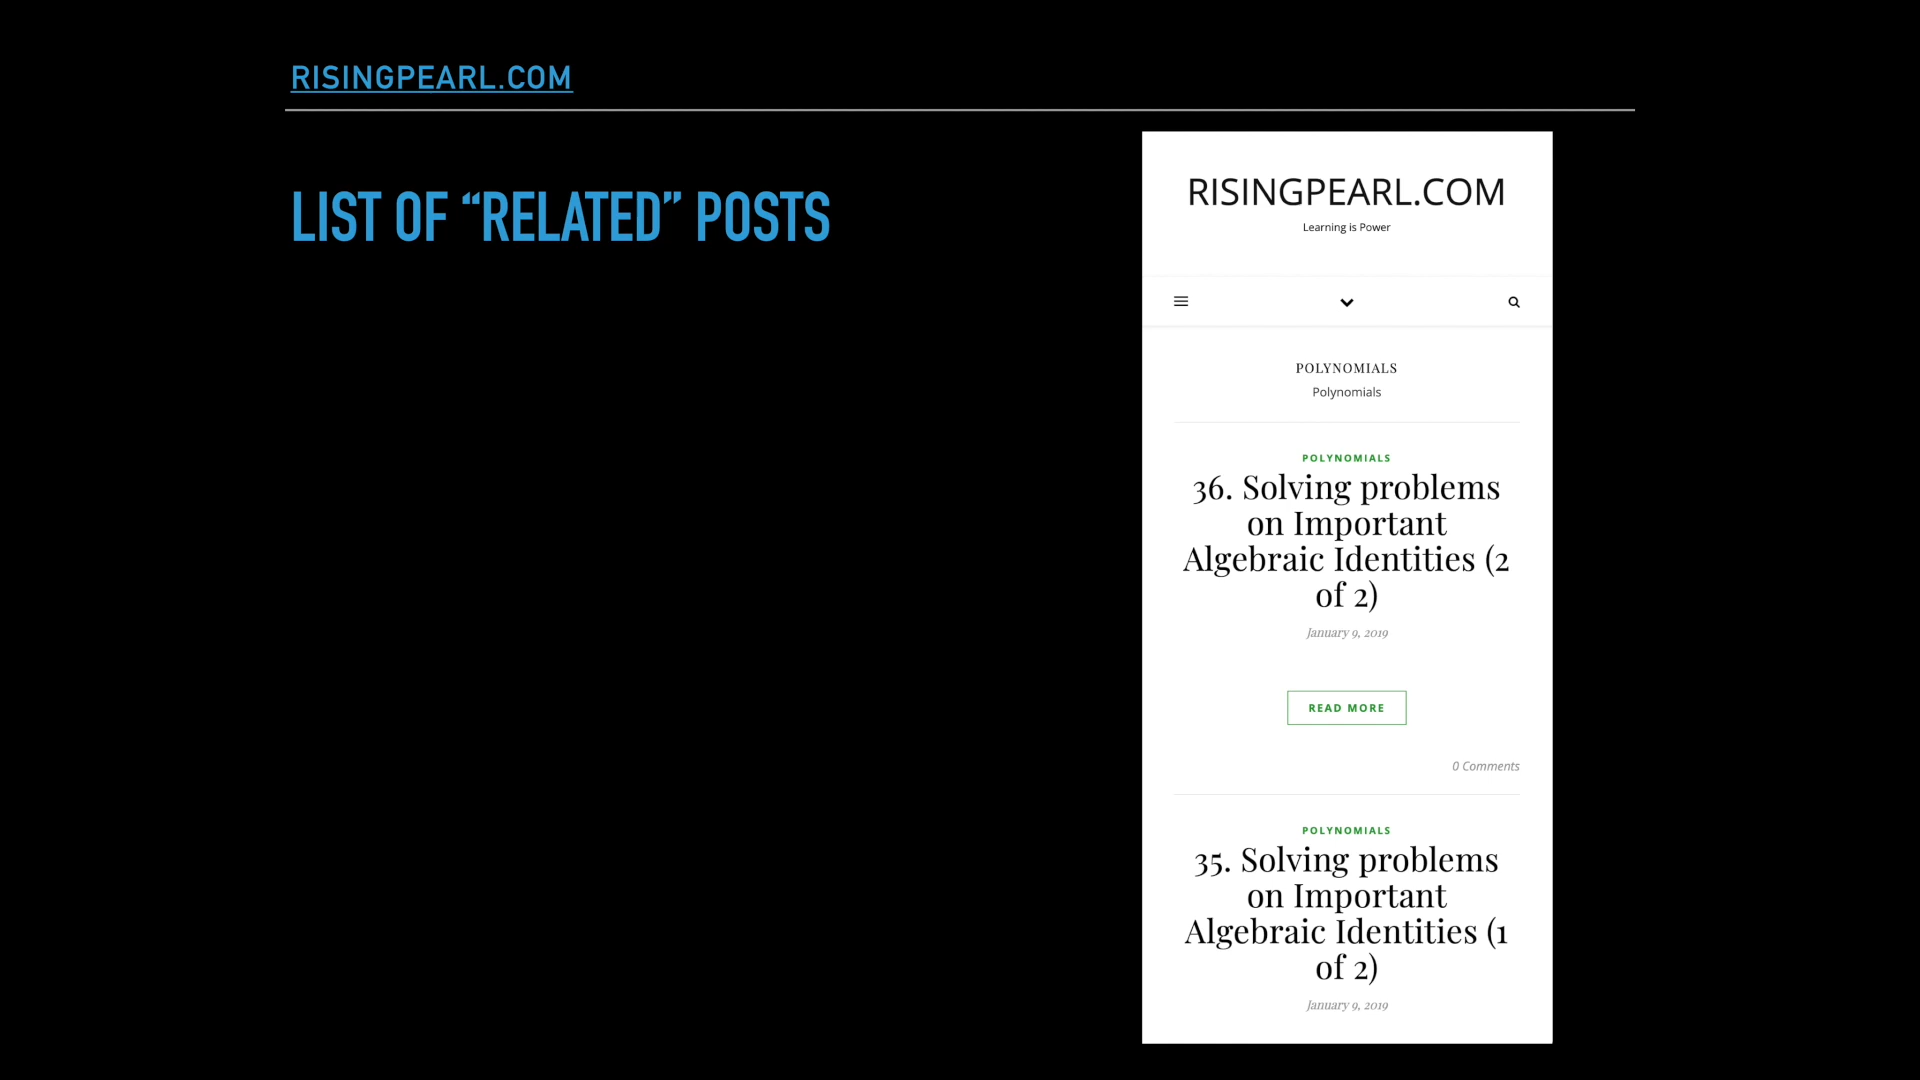 RISINGPEARL.COM
LIST OF “RELATED” POSTS
RISINGPEARL.COM
Learning is Power
POLYNOMIALS
Polynomials
POLYNOMIALS
36. Solving problems
on Important
Algebraic Identities (2
of 2)
January 9, 2019
READ MORE
0 Comments
POLYNOMIALS
35. Solving problems
on Important
Algebraic Identities (1
of 2)
January 9, 2019